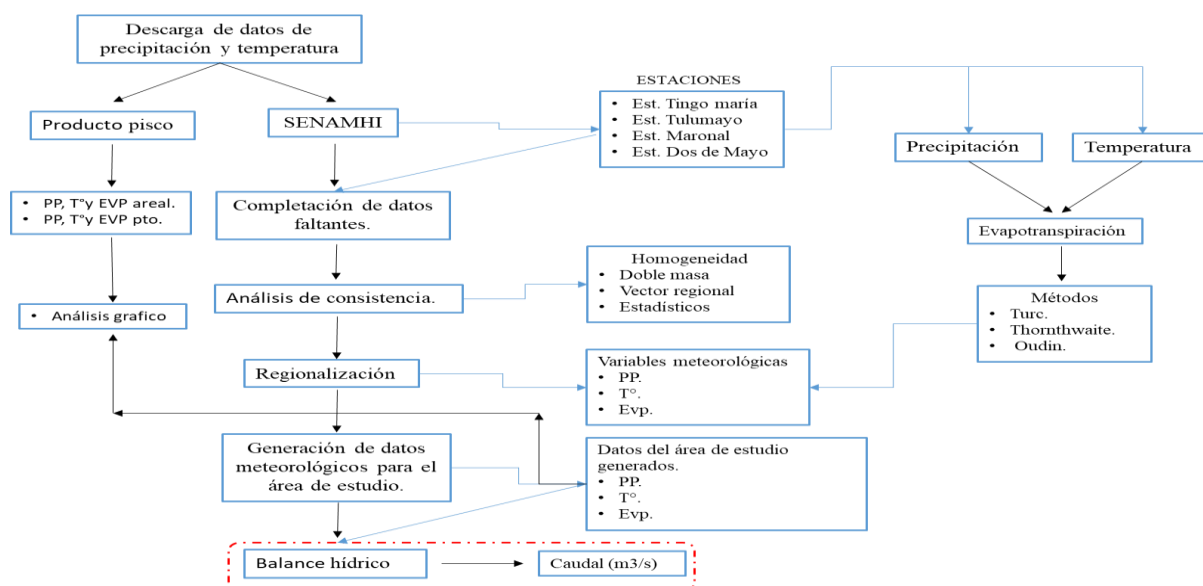 Descarga de datos de
precipitación y temperatura
ESTACIONES
• Est. Tingo maría
• Est. Tulumayo
• Est. Maronal
• Est. Dos de Mayo
Producto pisco
SENAMHI
Precipitación
Temperatura
• PP, T°y EVP areal.
• PP, T°y EVP pto.
Completación de datos
faltantes.
Evapotranspiración
Homogeneidad
• Doble masa
• Vector regional
• Estadísticos
Análisis de consistencia.
• Análisis grafico
Métodos
• Turc.
• Thornthwaite.
• Oudin.
Regionalización
Variables meteorológicas
• PP.
• T°.
• Evp.
Generación de datos
meteorológicos para el
área de estudio.
Datos del área de estudio
generados.
• PP.
• T°.
• Evp.
Balance hídrico
Caudal (m3/s)